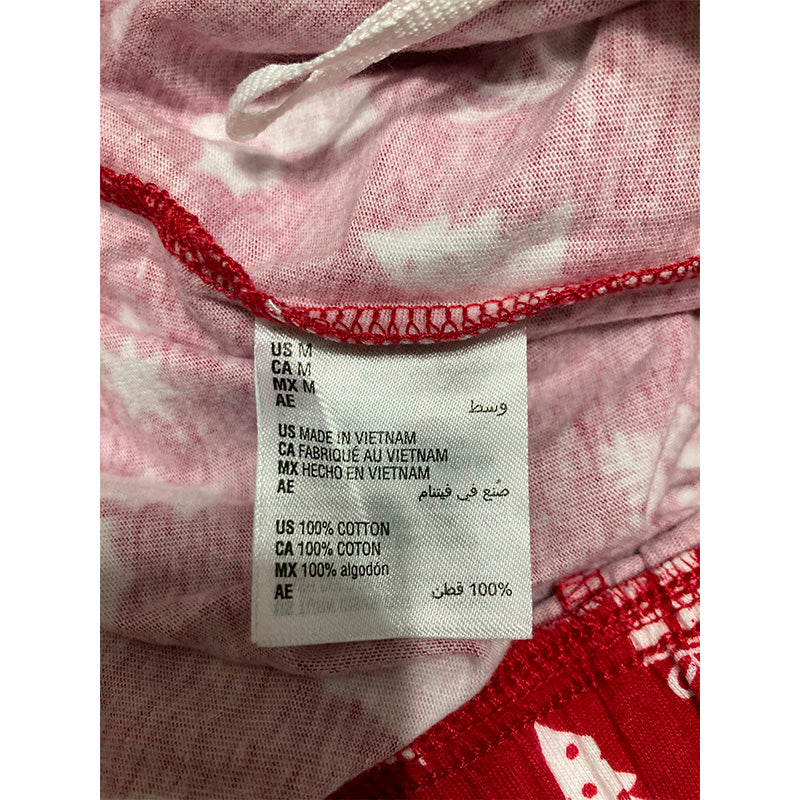 US M
CA M
MX M
AE وسط
US MADE IN VIETNAM
CA FABRIQUÉ AU VIETNAM
MX HECHO EN VIETNAM
AE صُنع في فيتنام
US 100% COTTON
CA 100% COTON
MX 100% algodón
AE 100% قطن